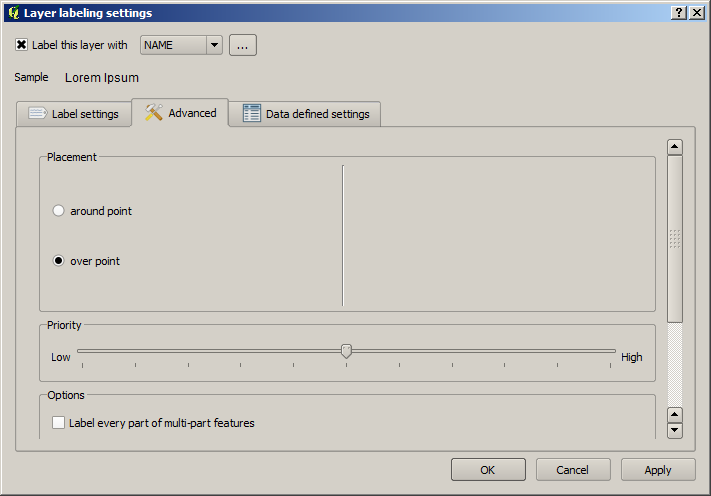 Layer labeling settings
Label this layer with NAME ...
Sample Lorem Ipsum
Label settings Advanced Data defined settings
Placement
around point
over point
Priority
Low High
Options
Label every part of multi-part features
OK Cancel Apply